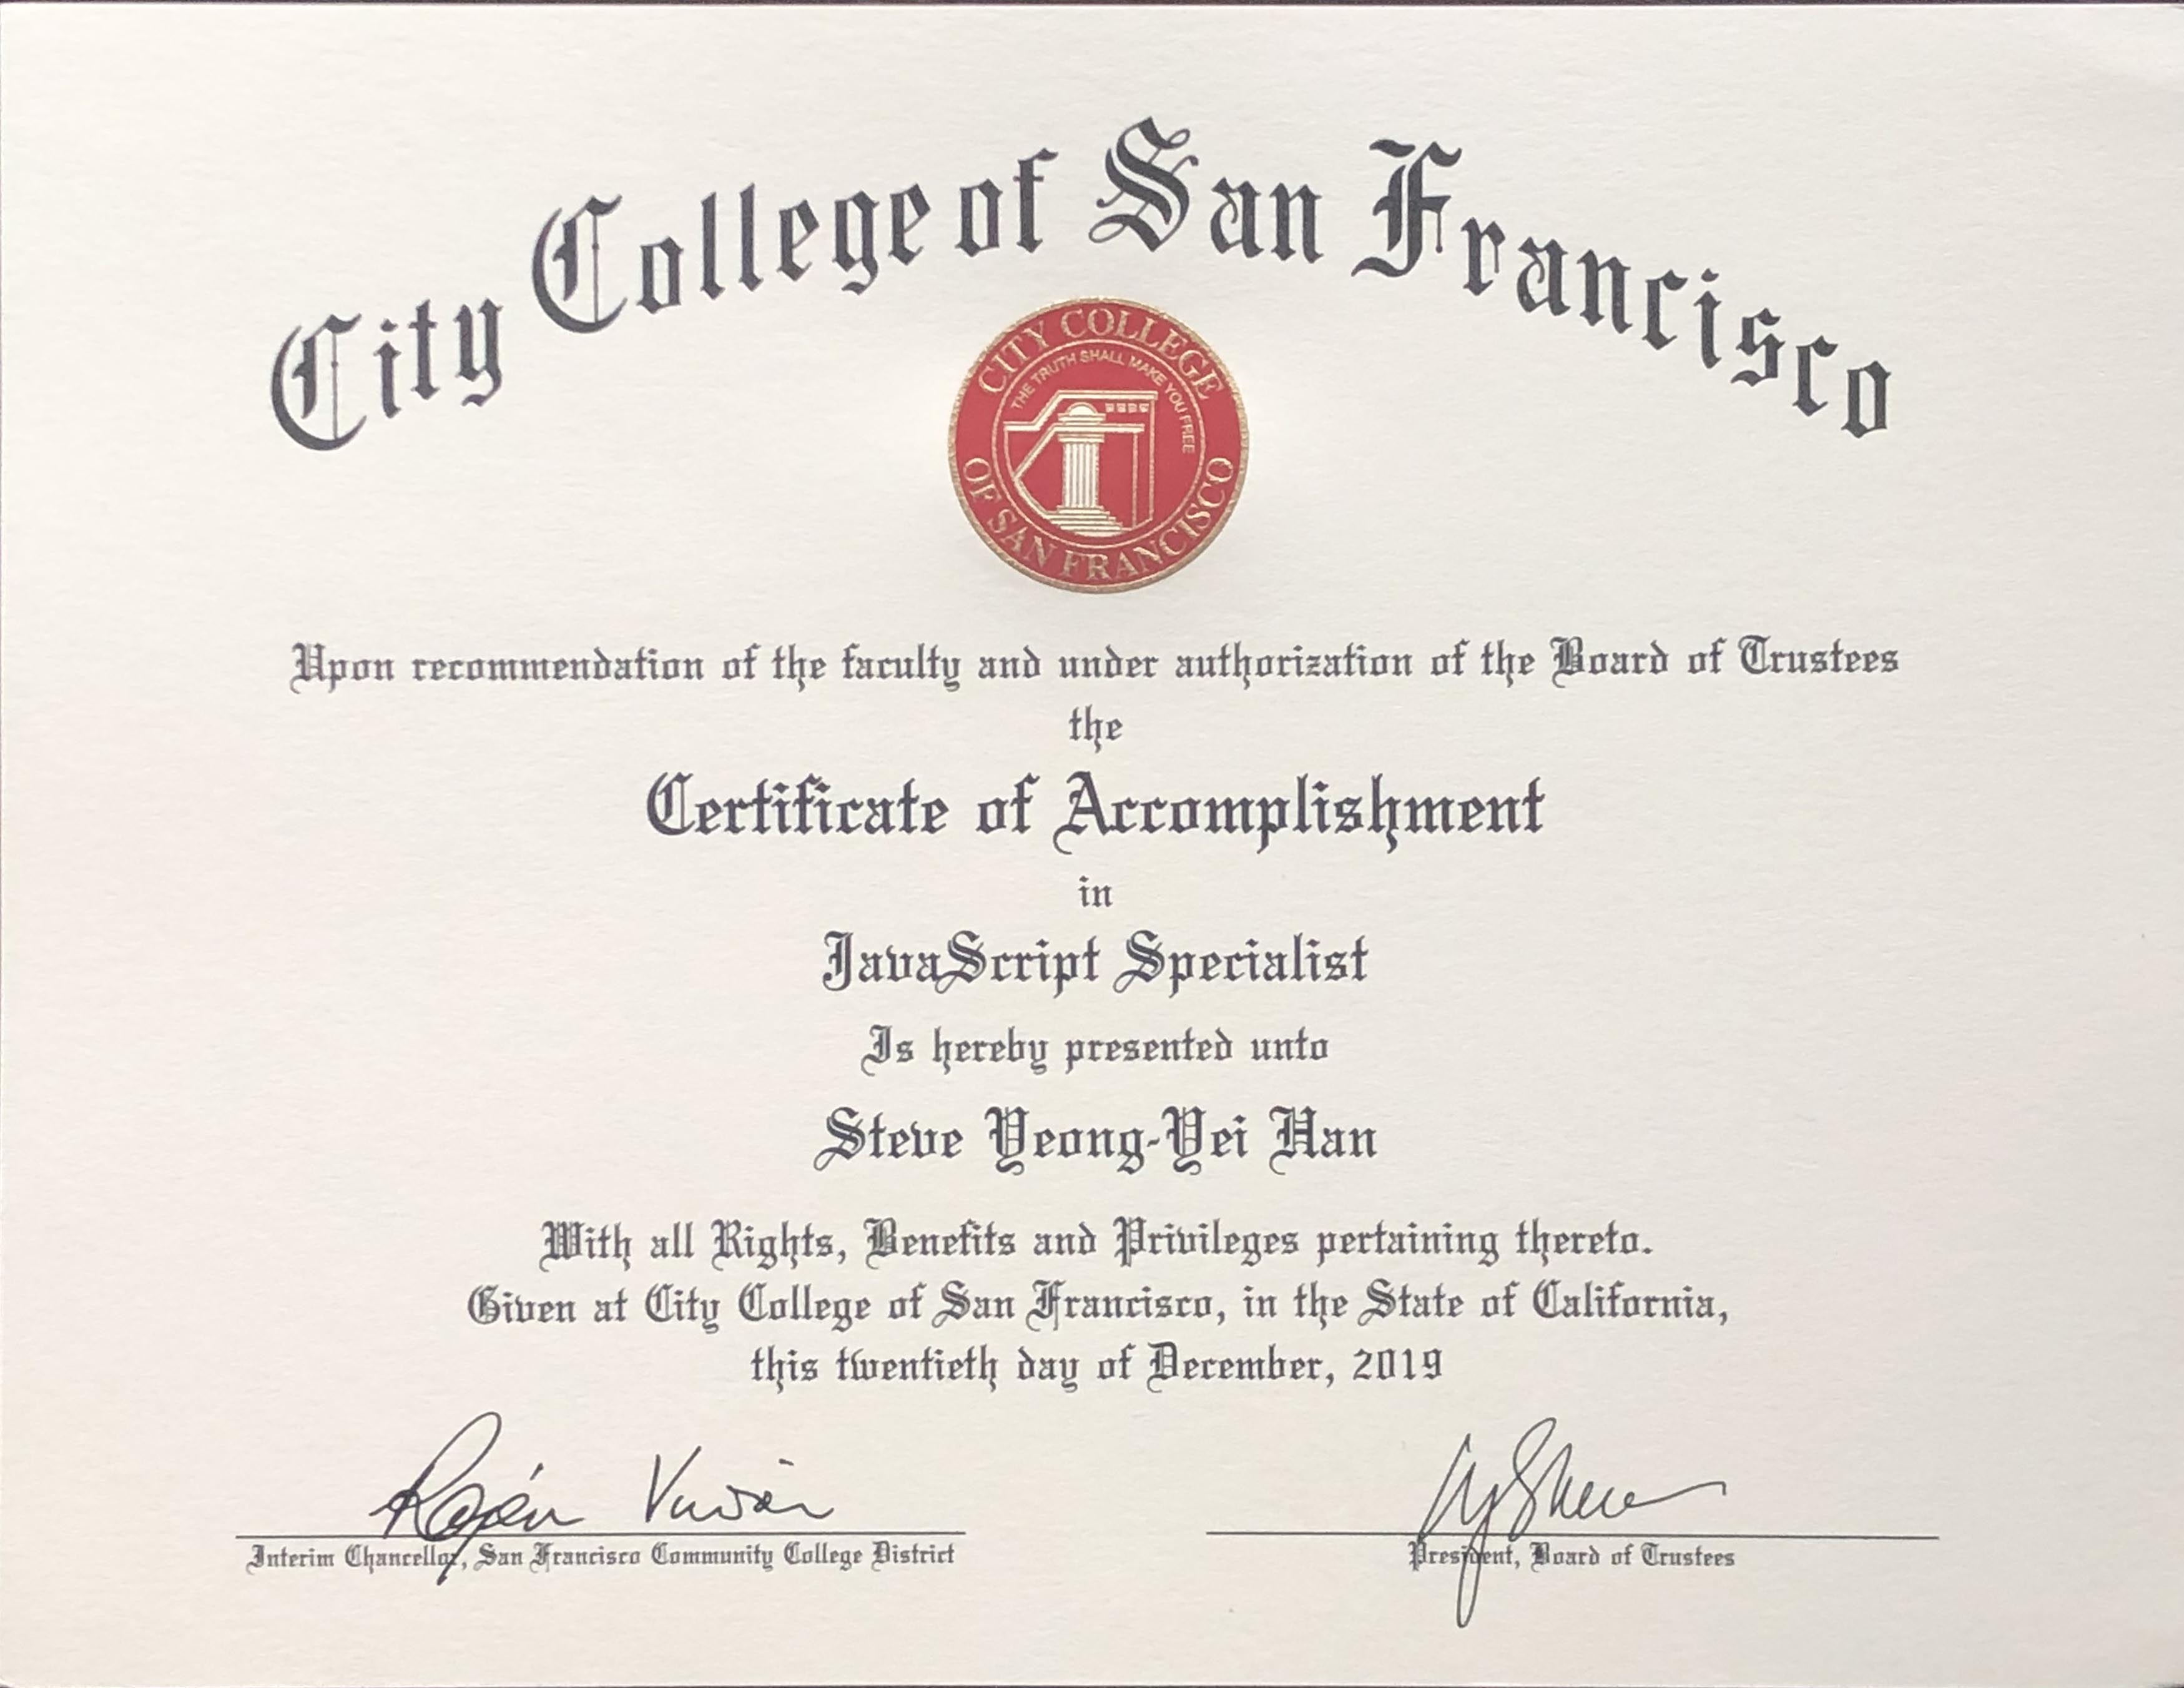 City College of San Francisco
CITY COLLEGE
THE TRUTH SHALL MAKE YOU FREE
OF SAN FRANCISCO
Upon recommendation of the faculty and under authorization of the Board of Trustees
the
Certificate of Accomplishment
in
JavaScript Specialist
Is hereby presented unto
Steve Yeong-Yei Han
With all Rights, Benefits and Privileges pertaining thereto.
Given at City College of San Francisco, in the State of California,
this twentieth day of December, 2019
Interim Chancellor, San Francisco Community College District
President, Board of Trustees